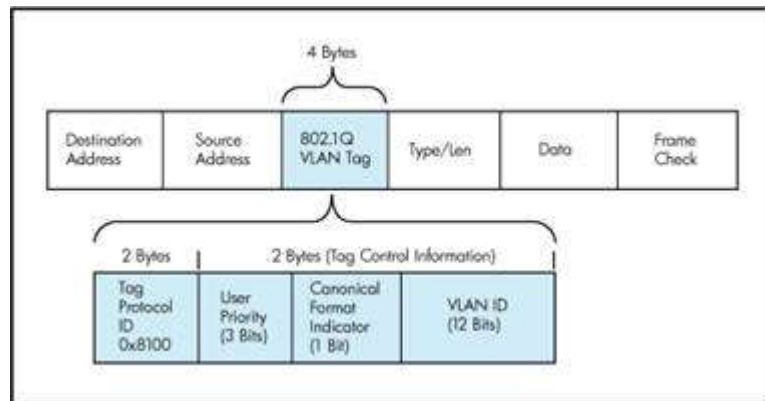 4 Bytes
Destination
Address
Source
Address
802.1Q
VLAN Tag
Type/Len
Data
Frame
Check
2 Bytes
2 Bytes (Tag Control Information)
Tag
Protocol
ID
0x8100
User
Priority
(3 Bits)
Canonical
Format
Indicator
(1 Bit)
VLAN ID
(12 Bits)